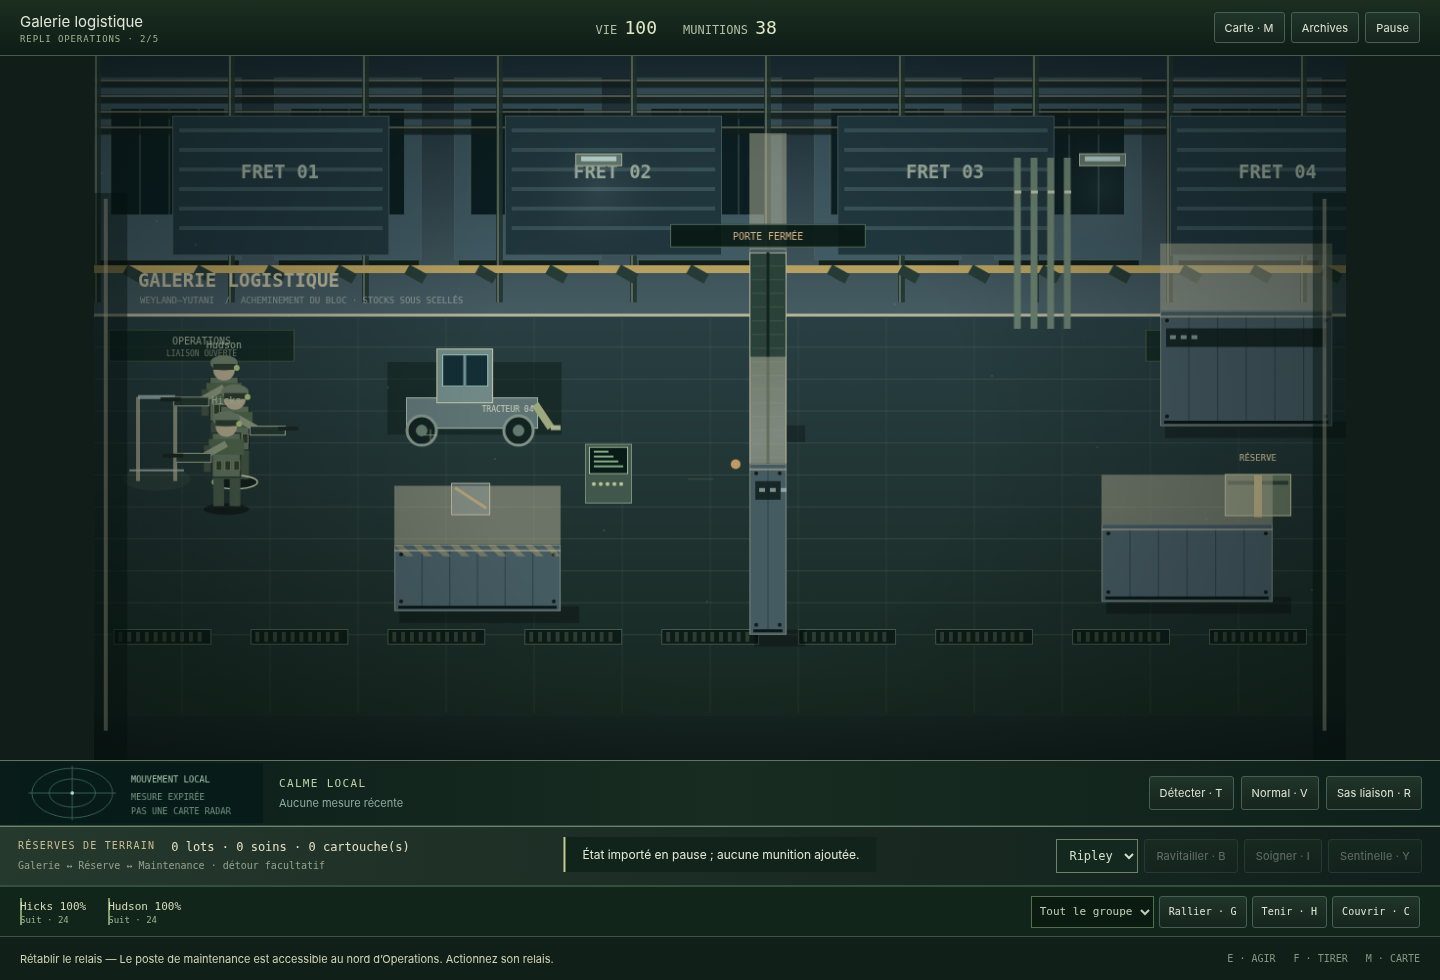 Galerie logistique
REPLI OPERATIONS · 2/5
VIE 100 MUNITIONS 38
Carte · M
Archives
Pause
FRET 01
FRET 02
FRET 03
FRET 04
PORTE FERMÉE
GALERIE LOGISTIQUE
WEYLAND—YUTANI / ACHEMINEMENT DU BLOC · STOCKS SOUS SCELLÉS
OPERATIONS
LIAISON OUVERTE
Hudson
Hicks
TRACTEUR 04
RÉSERVE
MOUVEMENT LOCAL
MESURE EXPIRÉE
PAS UNE CARTE RADAR
CALME LOCAL
Aucune mesure récente
Détecter · T
Normal · V
Sas liaison · R
RÉSERVES DE TERRAIN 0 lots · 0 soins · 0 cartouche(s)
Galerie ↔ Réserve ↔ Maintenance · détour facultatif
État importé en pause ; aucune munition ajoutée.
Ripley
Ravitailler · B
Soigner · I
Sentinelle · Y
Hicks 100%
Suit · 24
Hudson 100%
Suit · 24
Tout le groupe
Rallier · G
Tenir · H
Couvrir · C
Rétablir le relais — Le poste de maintenance est accessible au nord d’Operations. Actionnez son relais.
E · AGIR F · TIRER M · CARTE